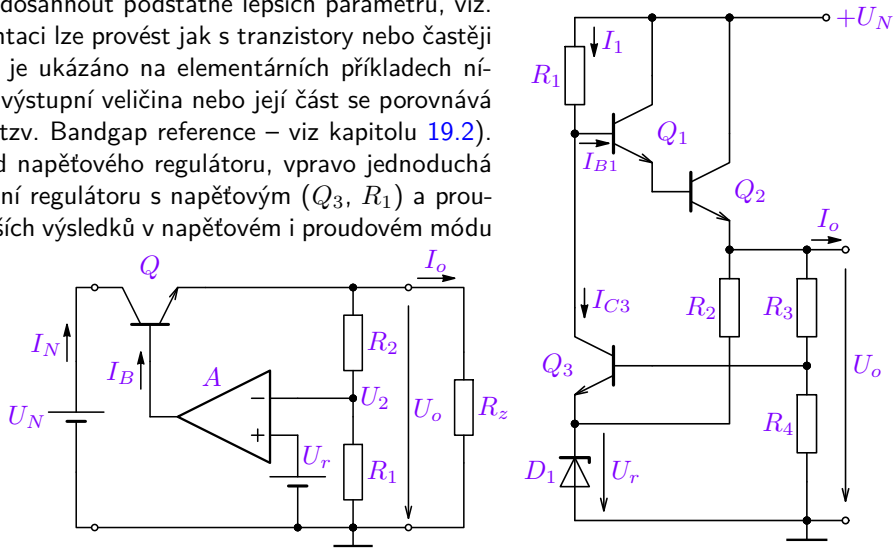 dosáhnout podstatně lepších parametrů, viz.
ntaci lze provést jak s tranzistory nebo častěji
je ukázáno na elementárních příkladech ní-
výstupní veličina nebo její část se porovnává
tzv. Bandgap reference – viz kapitolu 19.2).
d napěťového regulátoru, vpravo jednoduchá
ní regulátoru s napěťovým (Q3, R1) a prou-
ších výsledků v napěťovém i proudovém módu
Q
Io
IN
R2
IB
A
−
U2
UN
Uo
Rz
+
Ur
R1
+UN
I1
R1
Q1
IB1
Q2
Io
IC3
R2
R3
Q3
Uo
R4
D1
Ur